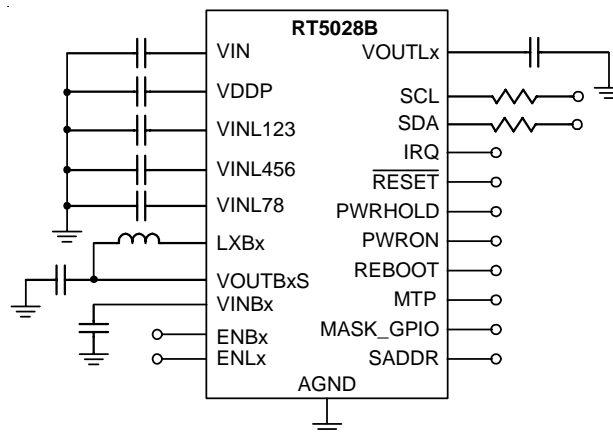 RT5028B
VIN
VDDP
VINL123
VINL456
VINL78
LXBx
VOUTBxS
VINBx
ENBx
ENLx
VOUTLx
SCL
SDA
IRQ
RESET
PWRHOLD
PWRON
REBOOT
MTP
MASK_GPIO
SADDR
AGND